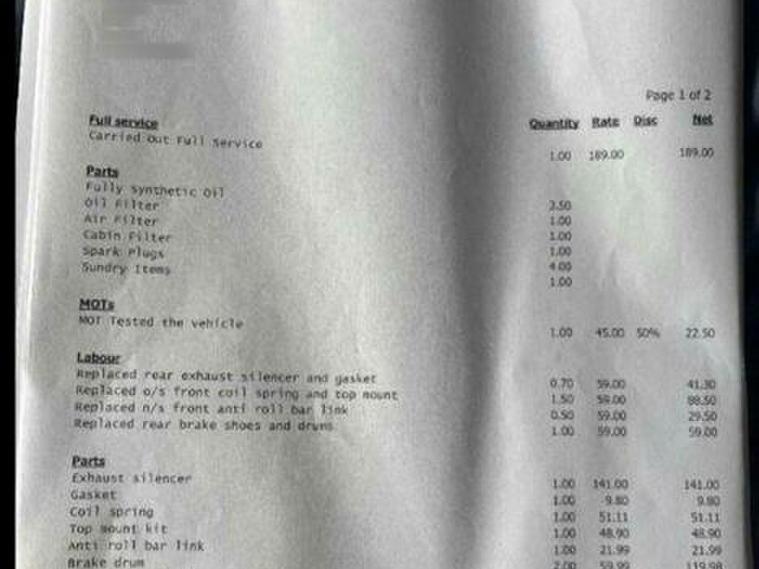 Page 1 of 2
Full service Quantity Rate Disc Net
Carried Out Full Service 1.00 189.00 189.00
Parts
Fully Synthetic Oil 3.50
Oil Filter 1.00
Air Filter 1.00
Cabin Filter 1.00
Spark Plugs 4.00
Sundry Items 1.00
MOTs
MOT Tested the vehicle 1.00 45.00 50% 22.50
Labour
Replaced rear exhaust silencer and gasket 0.70 59.00 41.30
Replaced o/s front coil spring and top mount 1.50 59.00 88.50
Replaced n/s front anti roll bar link 0.50 59.00 29.50
Replaced rear brake shoes and drums 1.00 59.00 59.00
Parts
Exhaust silencer 1.00 141.00 141.00
Gasket 1.00 9.80 9.80
Coil spring 1.00 51.11 51.11
Top mount kit 1.00 48.90 48.90
Anti roll bar link 1.00 21.99 21.99
Brake drum 2.00 59.99 119.98